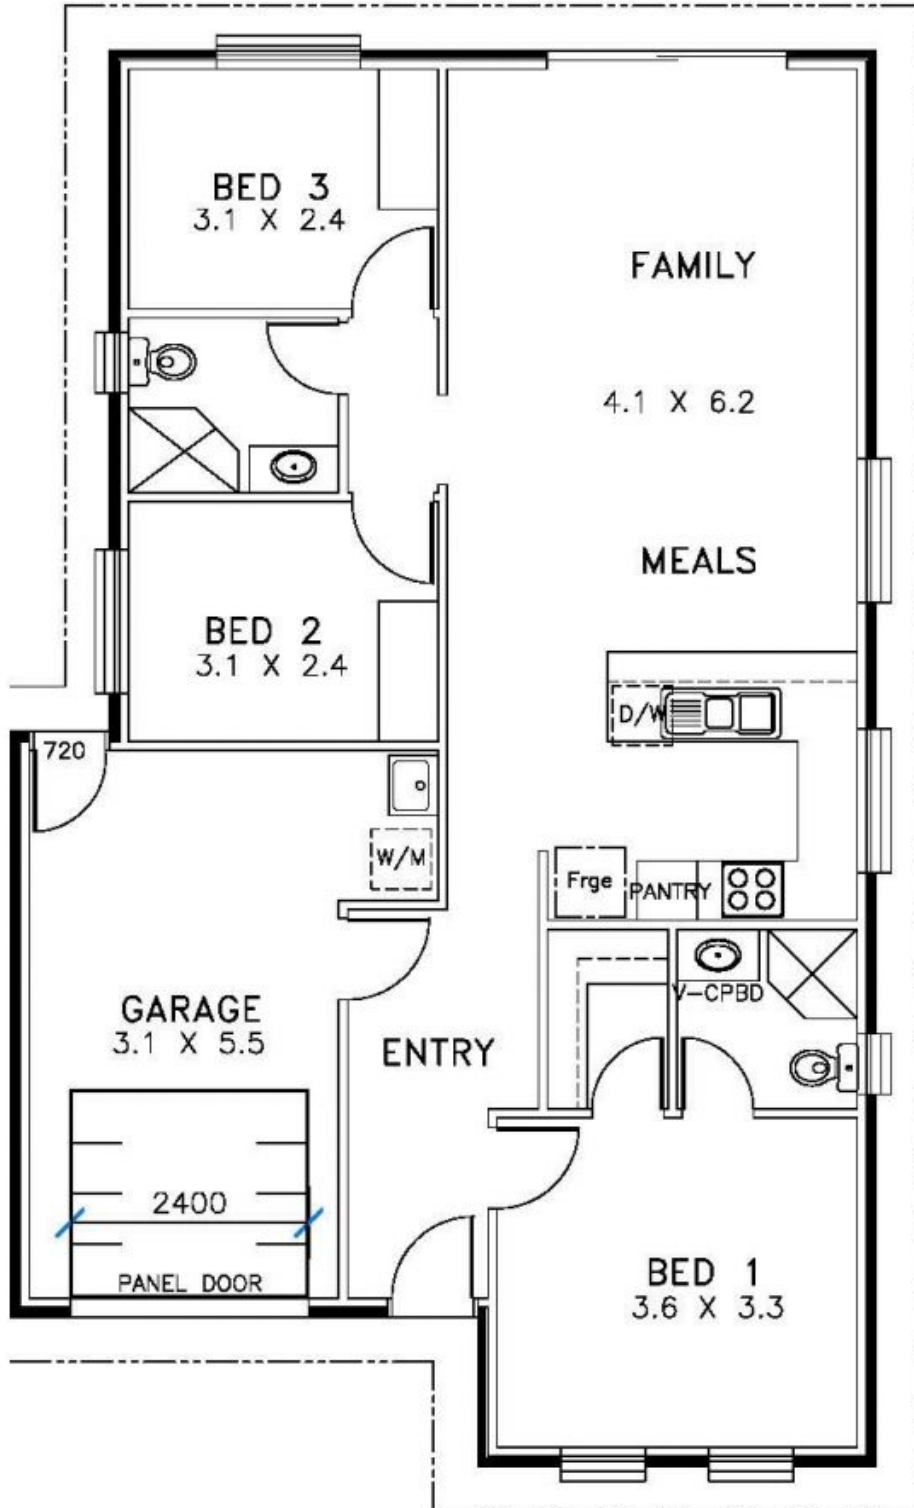 BED 3
3.1 X 2.4
FAMILY
4.1 X 6.2
MEALS
BED 2
3.1 X 2.4
D/W
720
W/M
Frge
PANTRY
V-CPBD
GARAGE
3.1 X 5.5
ENTRY
2400
PANEL DOOR
BED 1
3.6 X 3.3